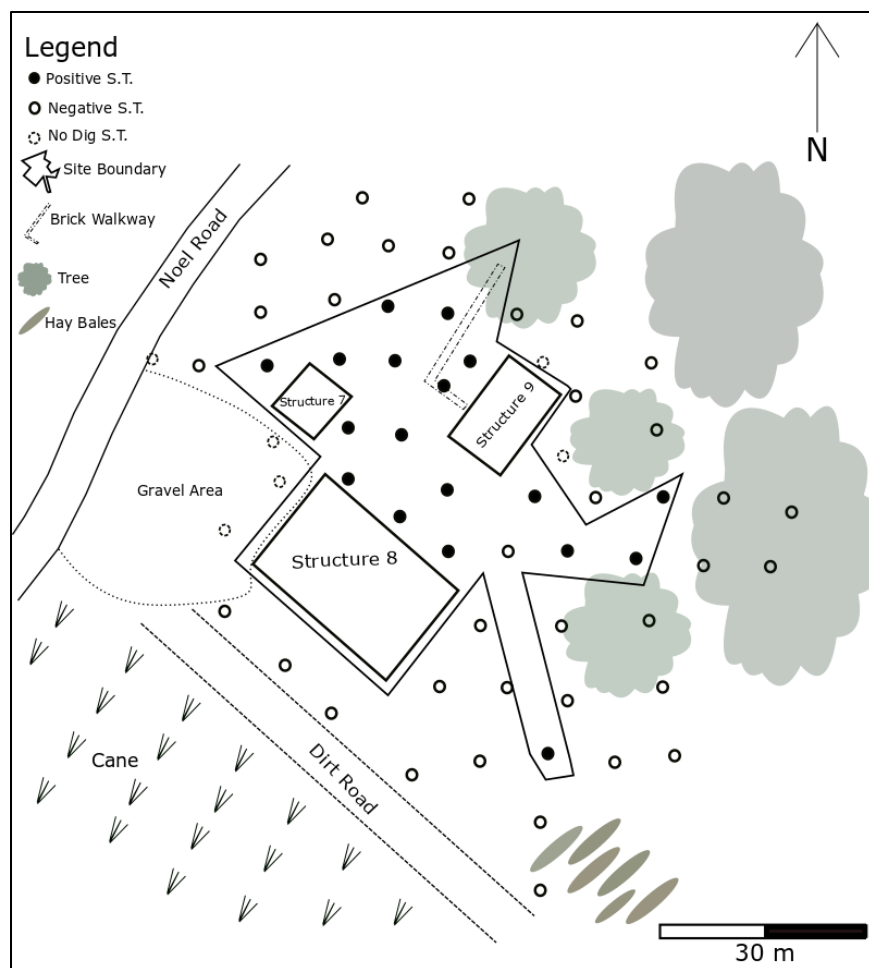 Legend
Positive S.T.
Negative S.T.
No Dig S.T.
Site Boundary
Brick Walkway
Tree
Hay Bales
N
Noel Road
Structure 7
Structure 9
Gravel Area
Structure 8
Cane
Dirt Road
30 m